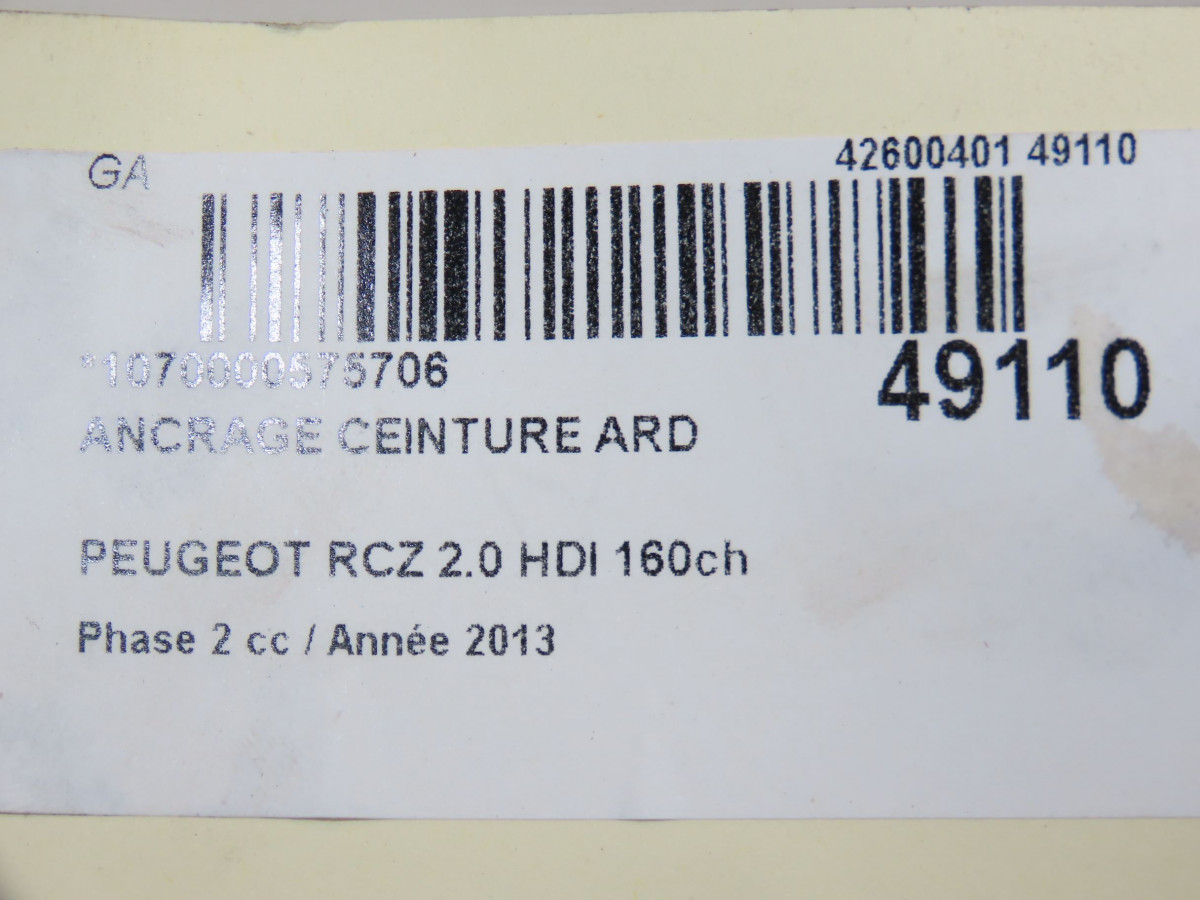 GA
42600401 49110
*1070000575706
49110
ANCRAGE CEINTURE ARD
PEUGEOT RCZ 2.0 HDI 160ch
Phase 2 cc / Année 2013